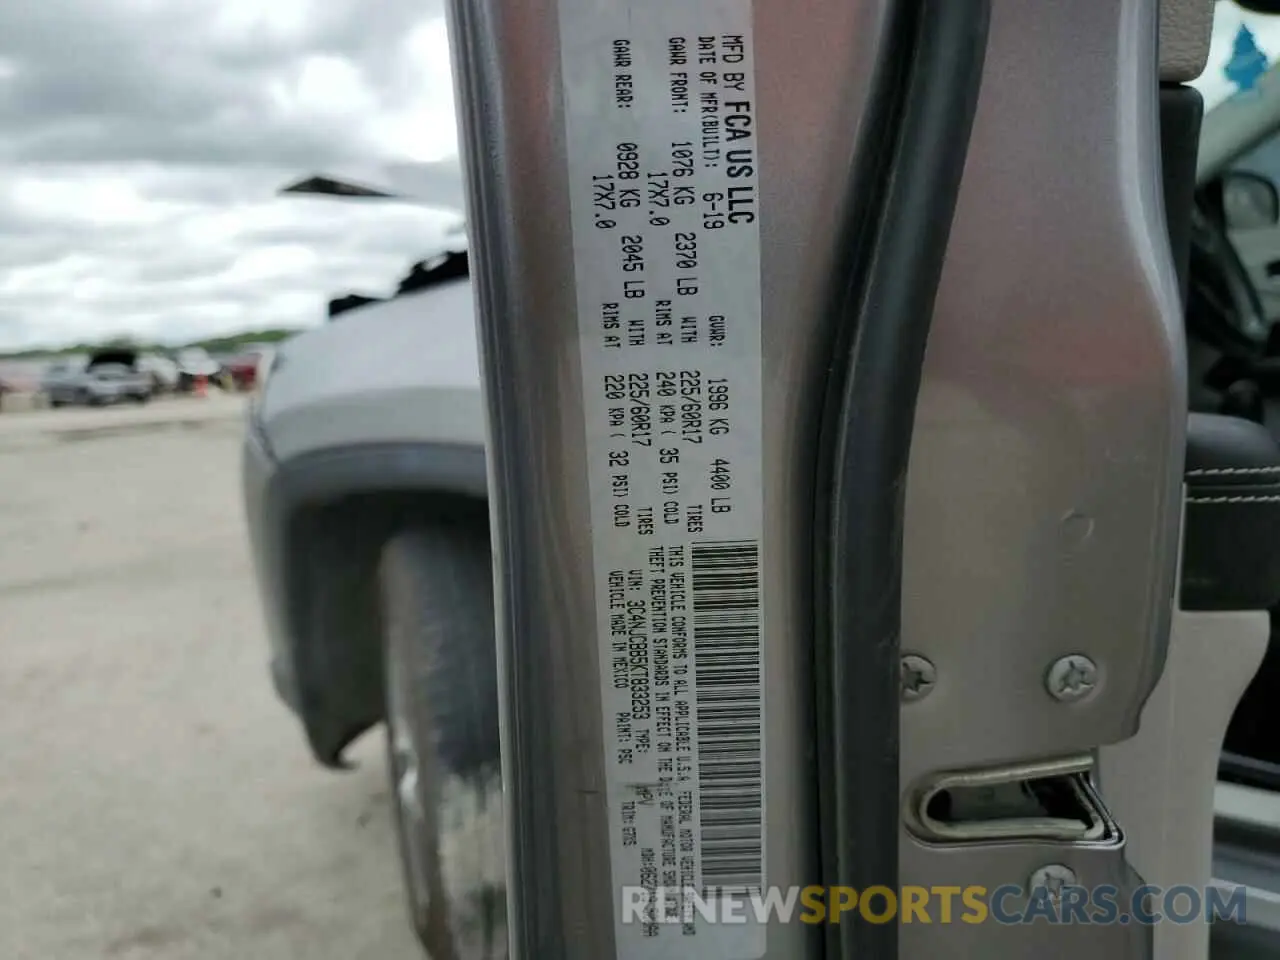 MFD BY FCA US LLC
DATE OF MFR(BUILT): 6-19 GVWR: 1996 KG 4400 LB
GAWR FRONT: 1076 KG 2370 LB WITH 225/60R17 TIRES
17X7.0 RIMS AT 240 KPA ( 35 PSI) COLD
GAWR REAR: 0928 KG 2045 LB WITH 225/60R17 TIRES
17X7.0 RIMS AT 220 KPA ( 32 PSI) COLD
THIS VEHICLE CONFORMS TO ALL APPLICABLE U.S.A. FEDERAL MOTOR VEHICLE
THEFT PREVENTION STANDARDS IN EFFECT ON THE DATE OF MANUFACTURE
VIN: 3C4NJCBB5KT833253 TYPE: MPV
VEHICLE MADE IN MEXICO PAINT: PSC TRIM:
RENEWSPORTSCARS.COM